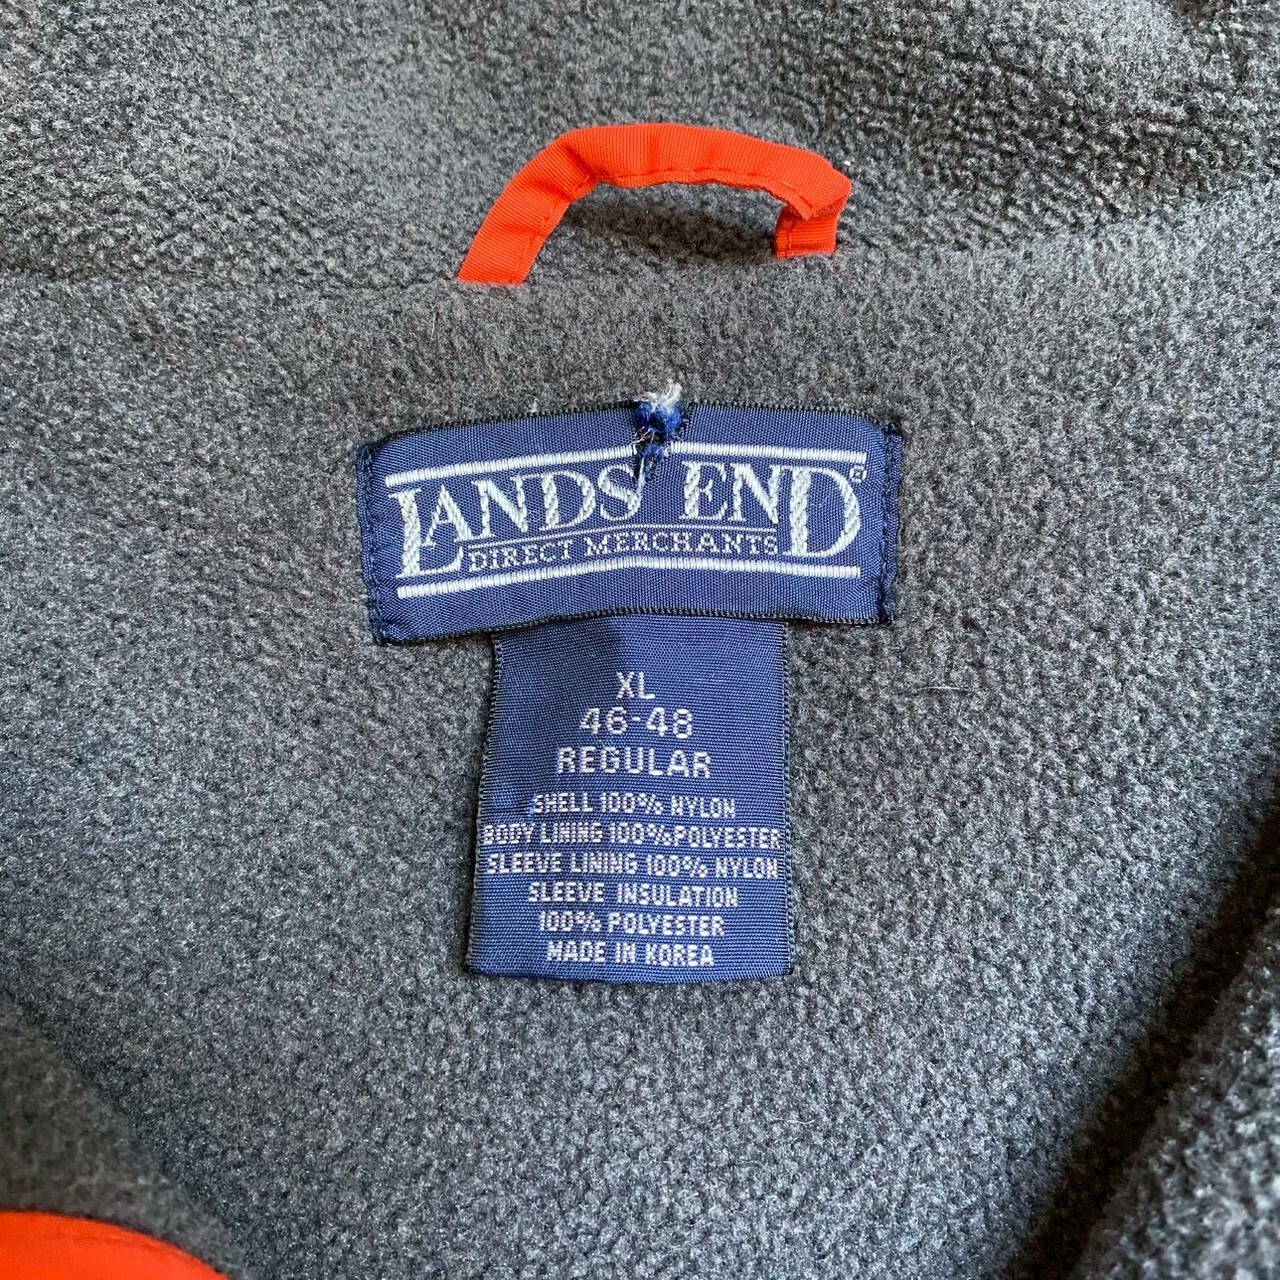 LANDS' END®
DIRECT MERCHANTS
XL
46-48
REGULAR
SHELL 100% NYLON
BODY LINING 100% POLYESTER
SLEEVE LINING 100% NYLON
SLEEVE INSULATION
100% POLYESTER
MADE IN KOREA